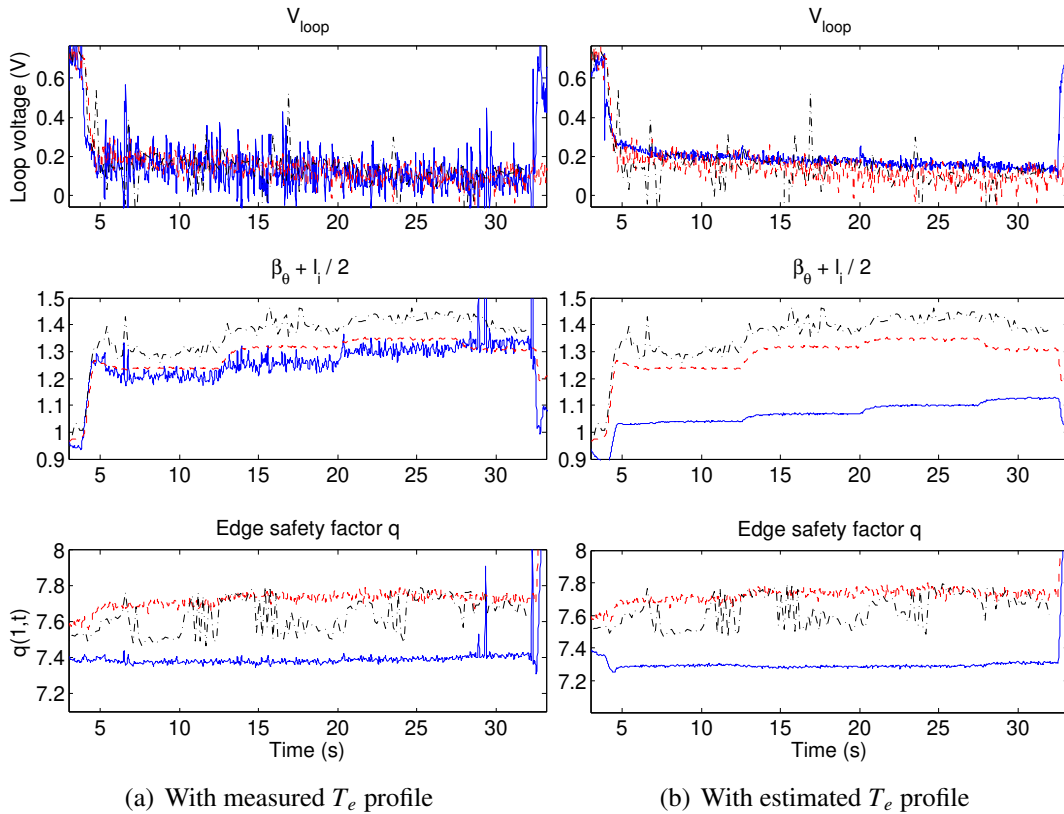 V_loop
Loop voltage (V)
0.6
0.4
0.2
0
5 10 15 20 25 30
β_θ + l_i / 2
1.5
1.4
1.3
1.2
1.1
1
0.9
5 10 15 20 25 30
Edge safety factor q
q(1,t)
8
7.8
7.6
7.4
7.2
5 10 15 20 25 30
Time (s)
(a) With measured T_e profile
V_loop
0.6
0.4
0.2
0
5 10 15 20 25 30
β_θ + l_i / 2
1.5
1.4
1.3
1.2
1.1
1
0.9
5 10 15 20 25 30
Edge safety factor q
8
7.8
7.6
7.4
7.2
5 10 15 20 25 30
Time (s)
(b) With estimated T_e profile